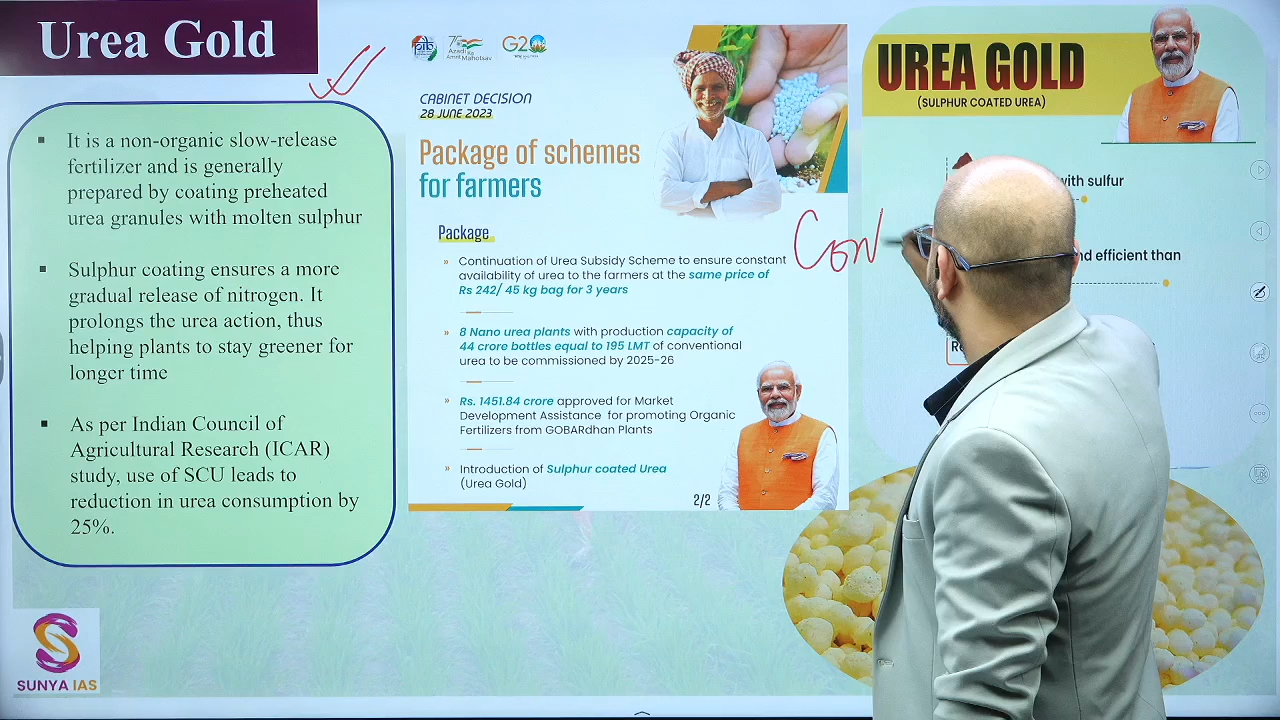 Urea Gold
▪ It is a non-organic slow-release
fertilizer and is generally
prepared by coating preheated
urea granules with molten sulphur
▪ Sulphur coating ensures a more
gradual release of nitrogen. It
prolongs the urea action, thus
helping plants to stay greener for
longer time
▪ As per Indian Council of
Agricultural Research (ICAR)
study, use of SCU leads to
reduction in urea consumption by
25%.
SUNYA IAS
pib
75 Azadi Ka Amrit Mahotsav
G20
CABINET DECISION
28 JUNE 2023
Package of schemes
for farmers
Package
» Continuation of Urea Subsidy Scheme to ensure constant
availability of urea to the farmers at the same price of
Rs 242/ 45 kg bag for 3 years
» 8 Nano urea plants with production capacity of
44 crore bottles equal to 195 LMT of conventional
urea to be commissioned by 2025-26
» Rs. 1451.84 crore approved for Market
Development Assistance for promoting Organic
Fertilizers from GOBARdhan Plants
» Introduction of Sulphur coated Urea
(Urea Gold)
2/2
Con
UREA GOLD
(SULPHUR COATED UREA)
with sulfur
efficient than